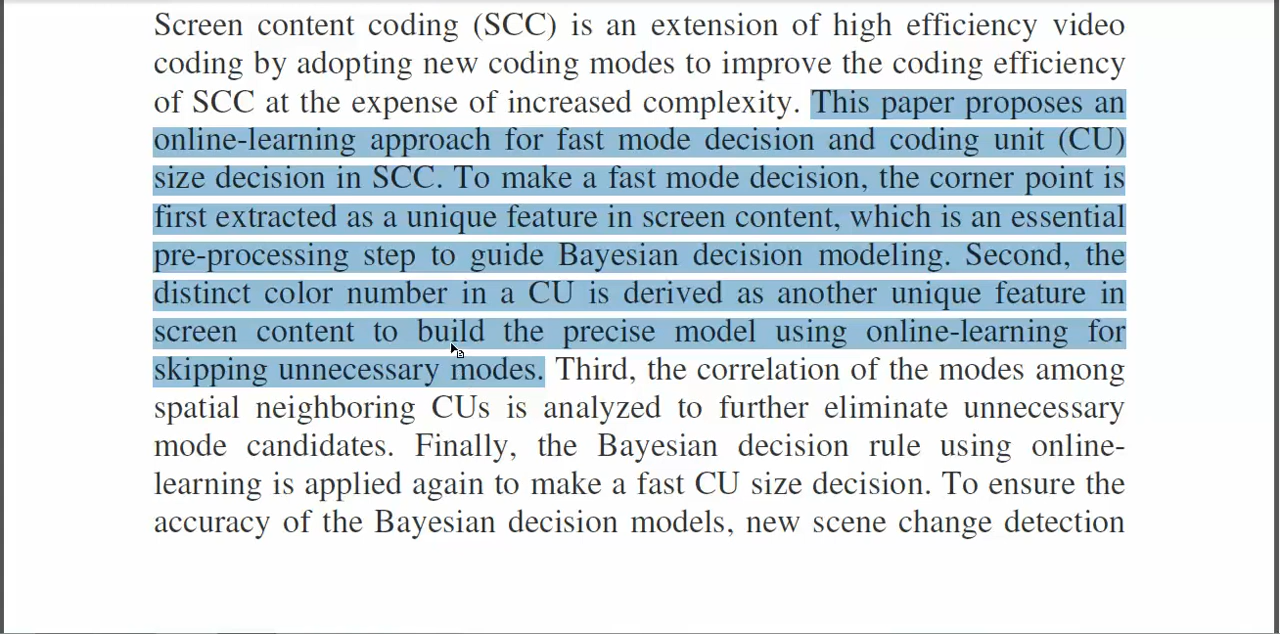 Screen content coding (SCC) is an extension of high efficiency video
coding by adopting new coding modes to improve the coding efficiency
of SCC at the expense of increased complexity. This paper proposes an
online-learning approach for fast mode decision and coding unit (CU)
size decision in SCC. To make a fast mode decision, the corner point is
first extracted as a unique feature in screen content, which is an essential
pre-processing step to guide Bayesian decision modeling. Second, the
distinct color number in a CU is derived as another unique feature in
screen content to build the precise model using online-learning for
skipping unnecessary modes. Third, the correlation of the modes among
spatial neighboring CUs is analyzed to further eliminate unnecessary
mode candidates. Finally, the Bayesian decision rule using online-
learning is applied again to make a fast CU size decision. To ensure the
accuracy of the Bayesian decision models, new scene change detection